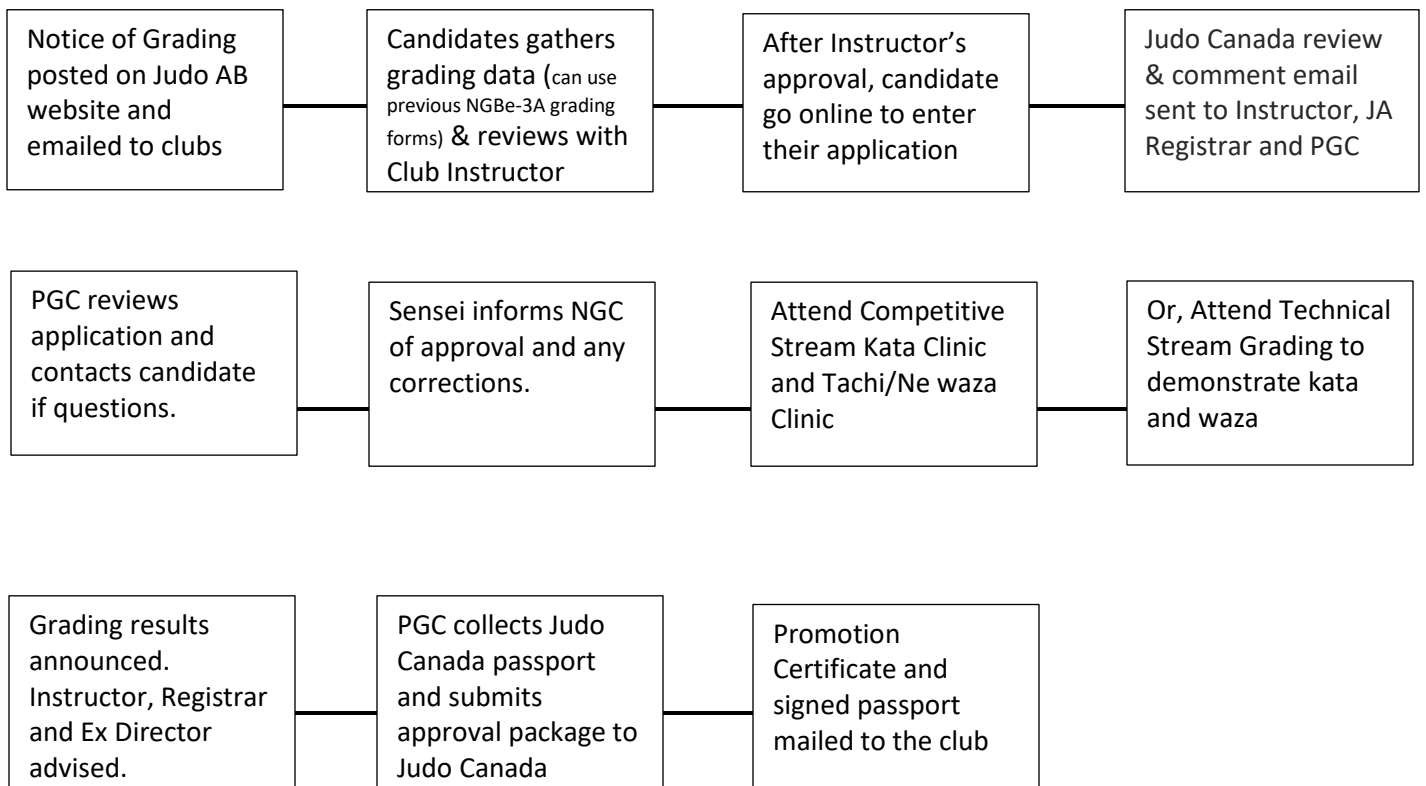 Notice of Grading
posted on Judo AB
website and
emailed to clubs
Candidates gathers
grading data (can use
previous NGBe-3A grading
forms) & reviews with
Club Instructor
After Instructor’s
approval, candidate
go online to enter
their application
Judo Canada review
& comment email
sent to Instructor, JA
Registrar and PGC
PGC reviews
application and
contacts candidate
if questions.
Sensei informs NGC
of approval and any
corrections.
Attend Competitive
Stream Kata Clinic
and Tachi/Ne waza
Clinic
Or, Attend Technical
Stream Grading to
demonstrate kata
and waza
Grading results
announced.
Instructor, Registrar
and Ex Director
advised.
PGC collects Judo
Canada passport
and submits
approval package to
Judo Canada
Promotion
Certificate and
signed passport
mailed to the club